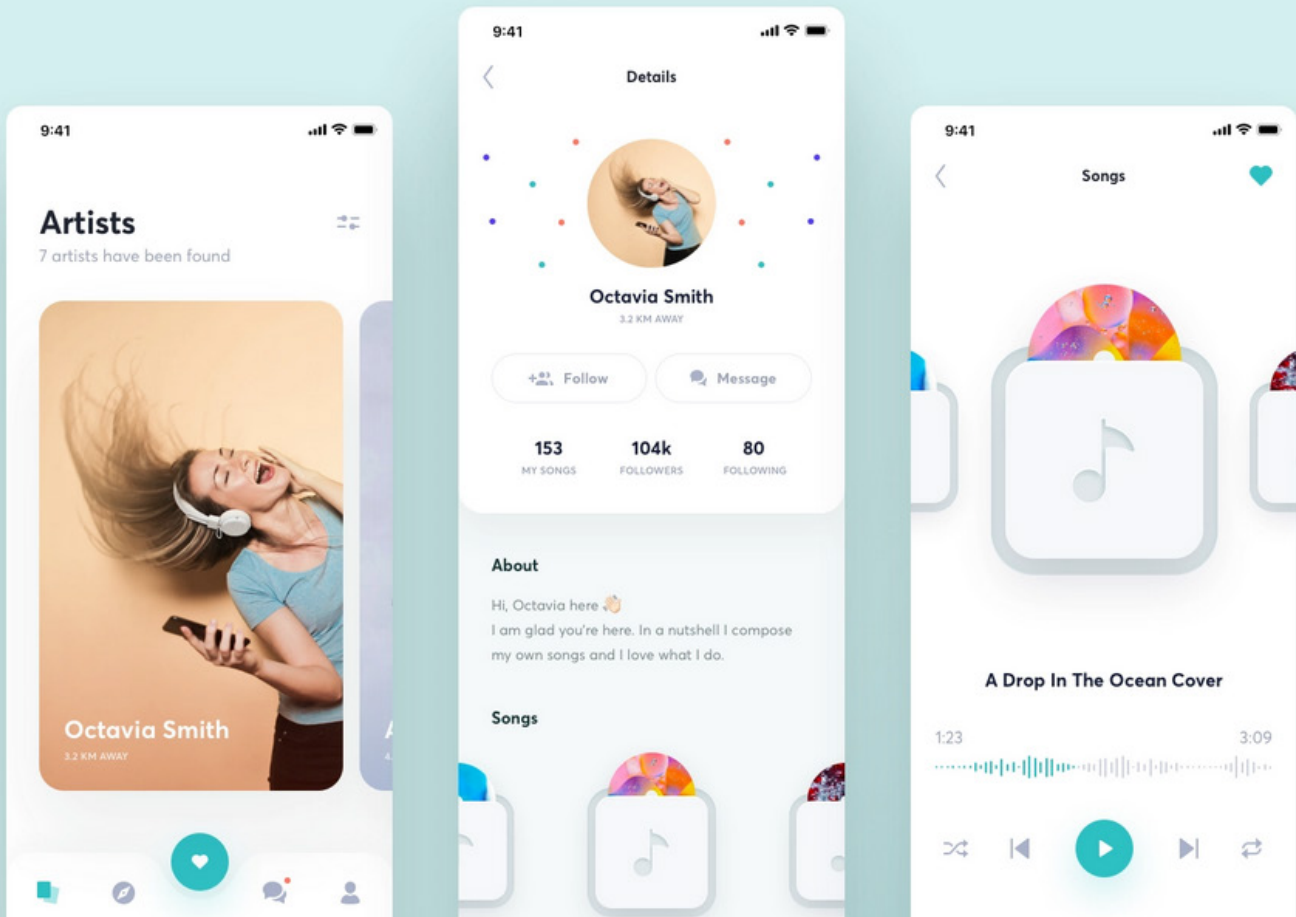 9:41
Artists
7 artists have been found
Octavia Smith
3.2 KM AWAY
A
4.
9:41
Details
Octavia Smith
3.2 KM AWAY
Follow
Message
153
MY SONGS
104k
FOLLOWERS
80
FOLLOWING
About
Hi, Octavia here 👋🏻
I am glad you're here. In a nutshell I compose
my own songs and I love what I do.
Songs
9:41
Songs
A Drop In The Ocean Cover
1:23
3:09